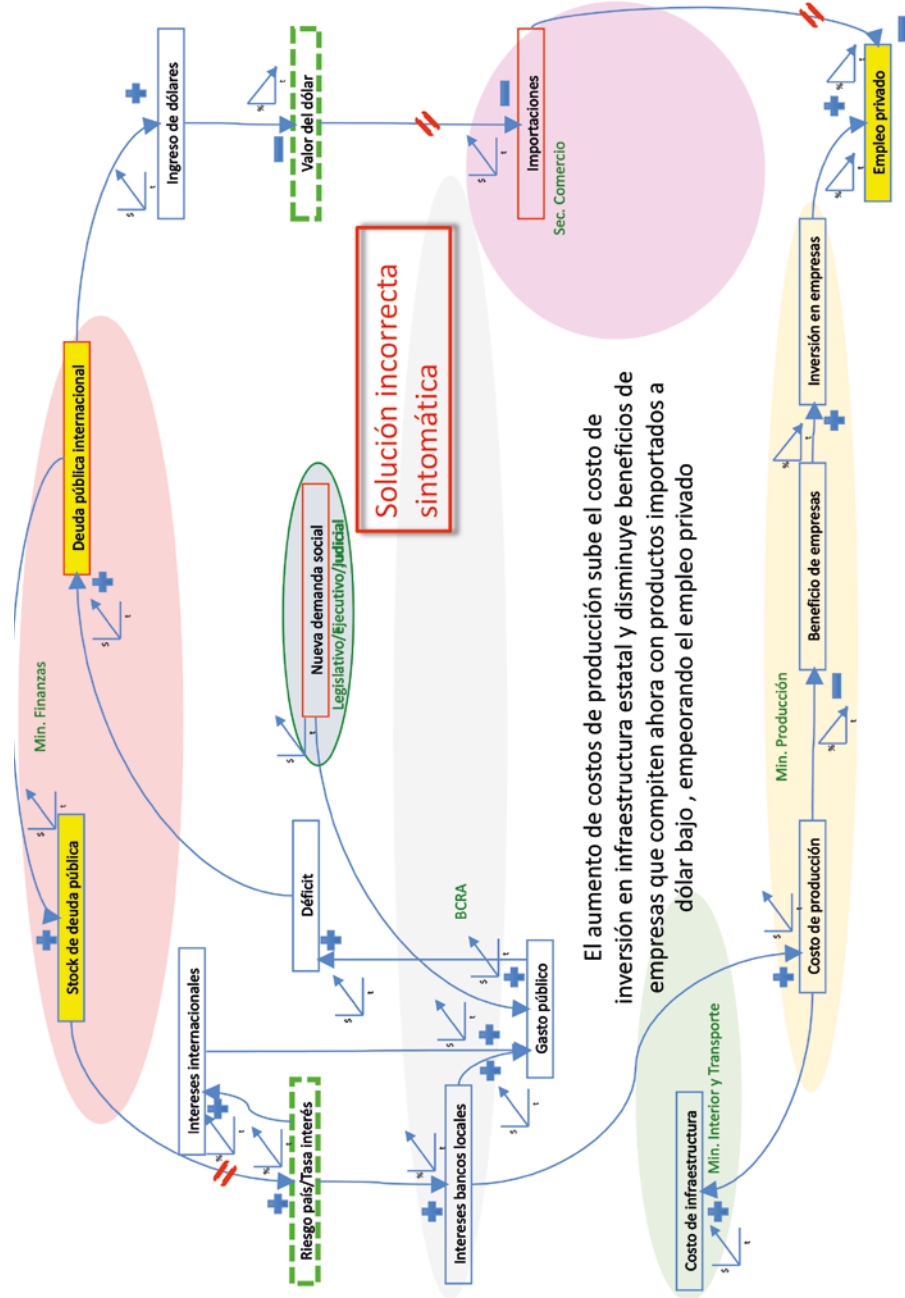 Min. Finanzas
Stock de deuda pública
Deuda pública internacional
Ingreso de dólares
Intereses internacionales
Riesgo país/Tasa interés
Déficit
Nueva demanda social
Legislativo/Ejecutivo/Judicial
Valor del dólar
Solución incorrecta
sintomática
BCRA
Intereses bancos locales
Gasto público
Sec. Comercio
Importaciones
El aumento de costos de producción sube el costo de
inversión en infraestructura estatal y disminuye beneficios de
empresas que compiten ahora con productos importados a
dólar bajo , empeorando el empleo privado
Costo de infraestructura
Min. Interior y Transporte
Min. Producción
Costo de producción
Beneficio de empresas
Inversión en empresas
Empleo privado
$
t
$
t
$
t
%
t
%
t
%
t
$
t
$
t
$
t
$
t
$
t
t
$
t
$
t
$
t
$
t
%
t
%
t
%
t
%
t